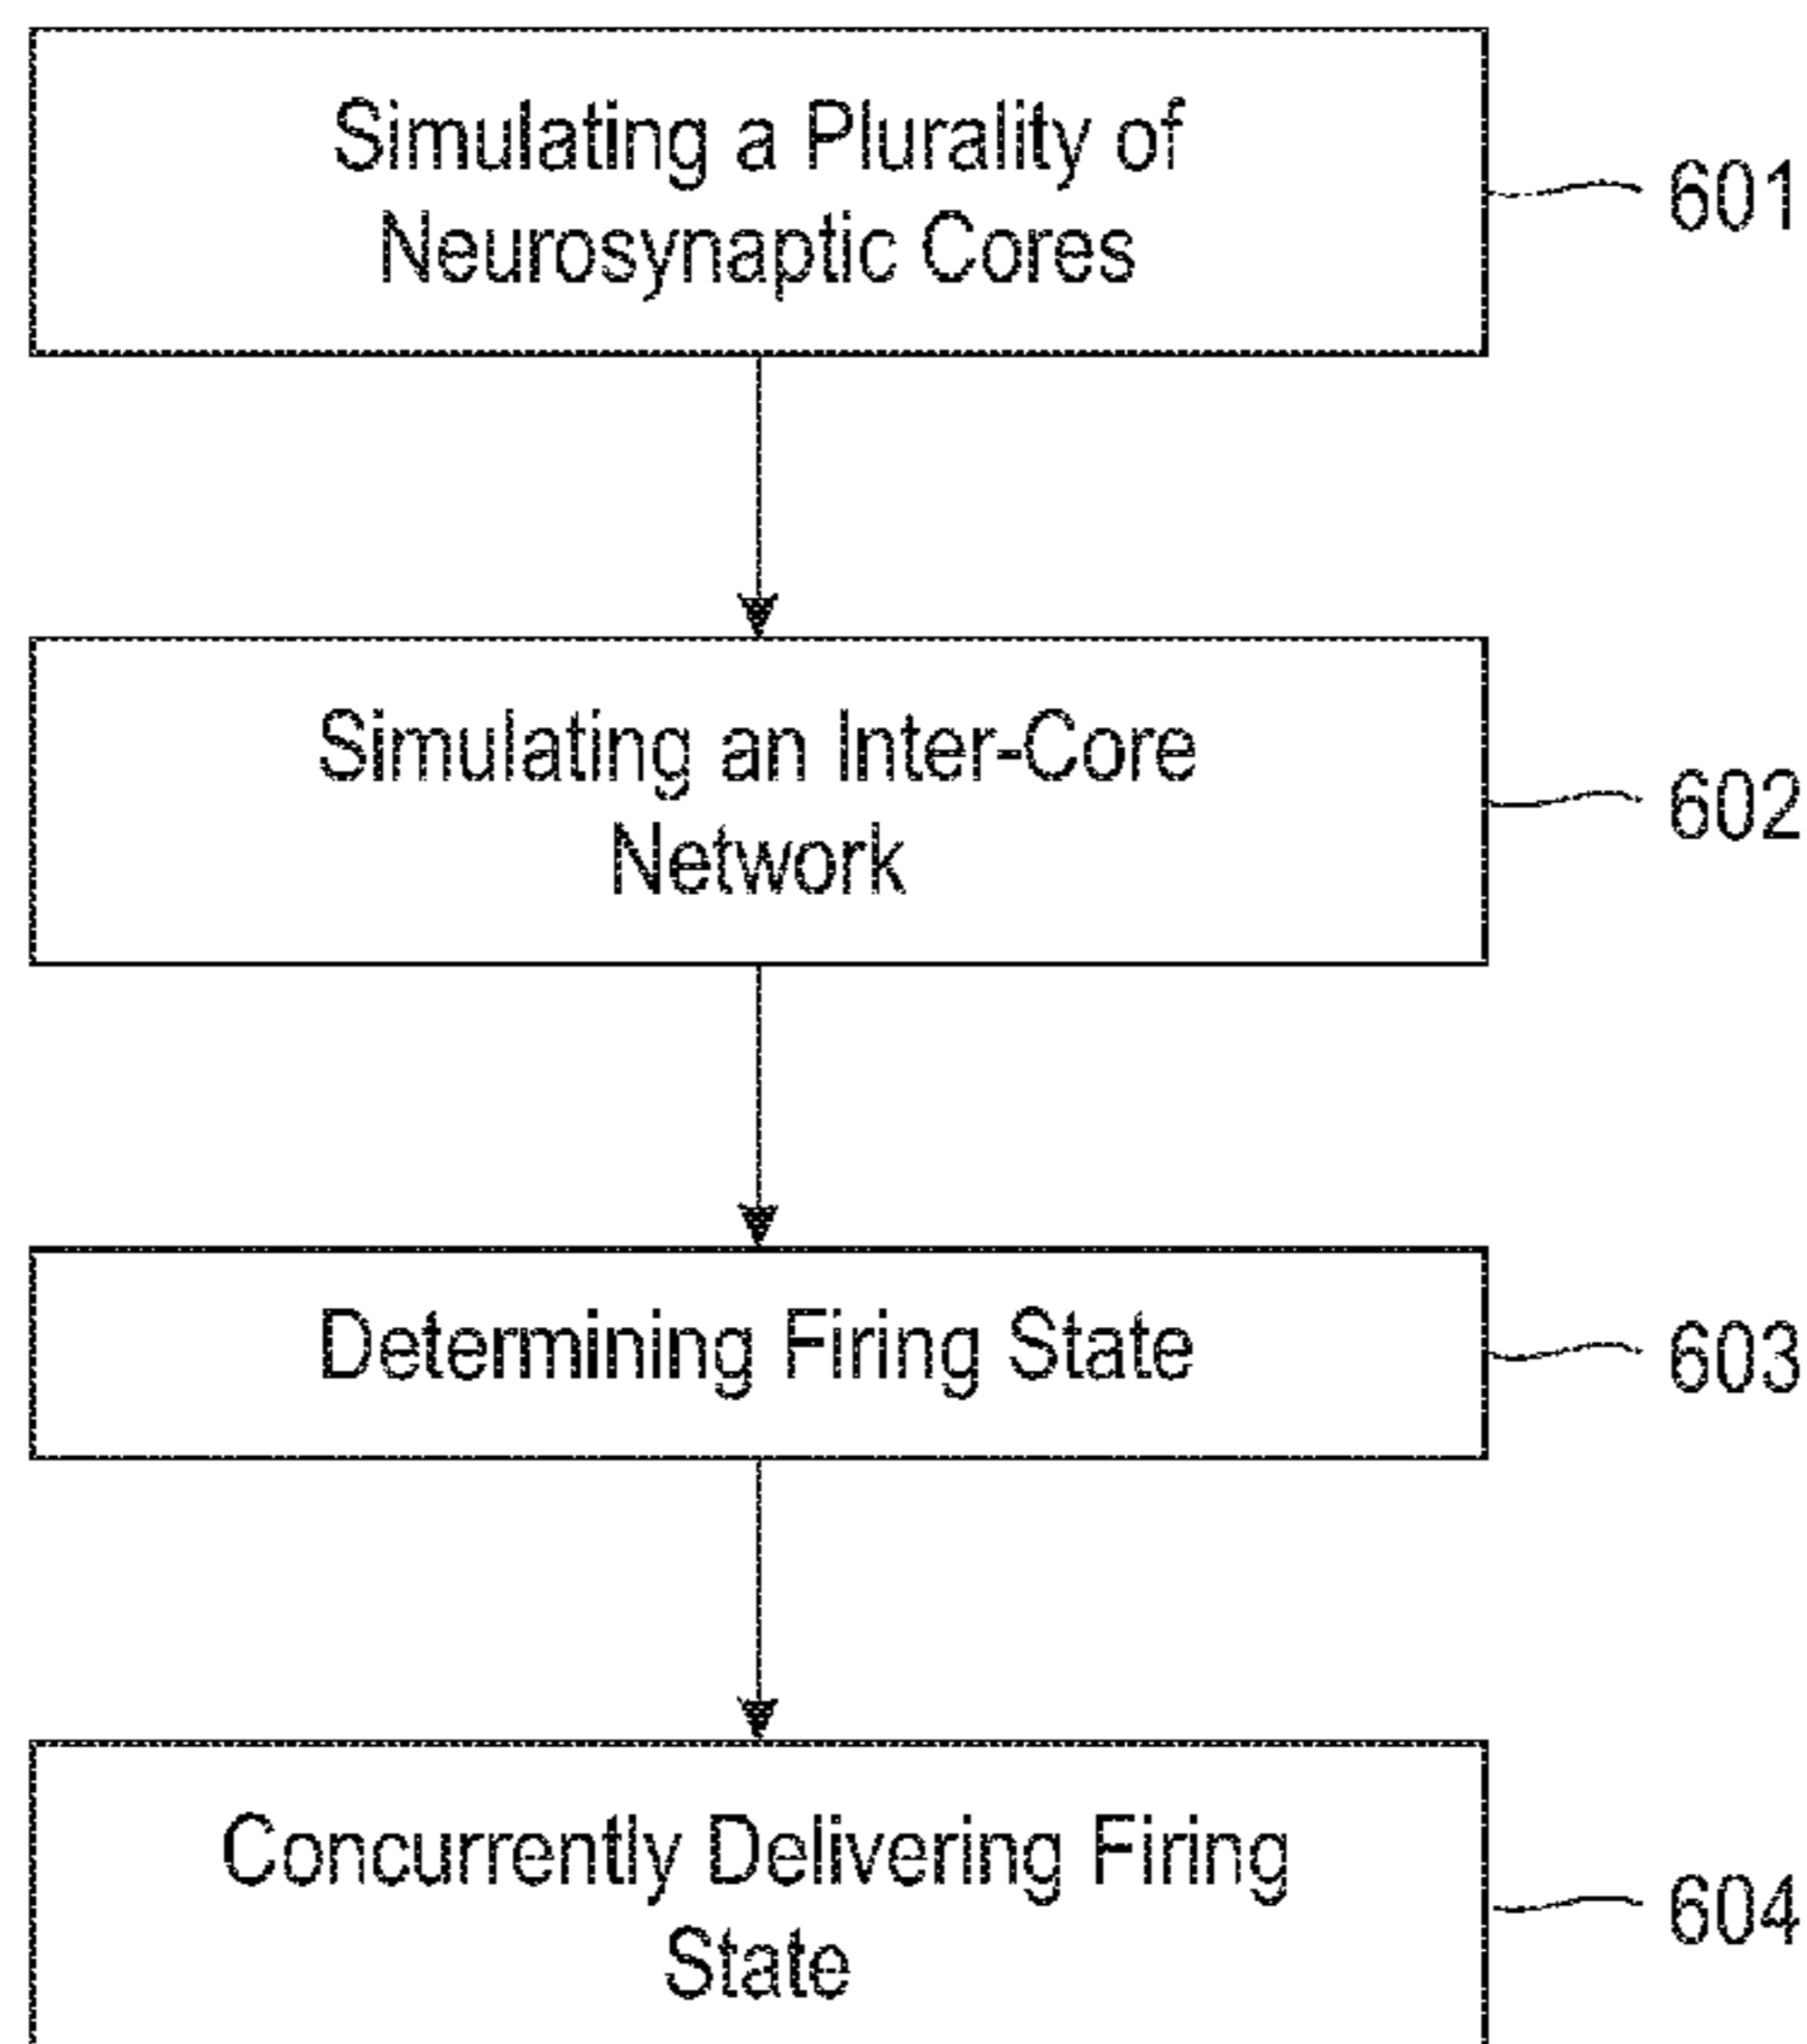 Simulating a Plurality of
Neurosynaptic Cores
601
Simulating an Inter-Core
Network
602
Determining Firing State
603
Concurrently Delivering Firing
State
604